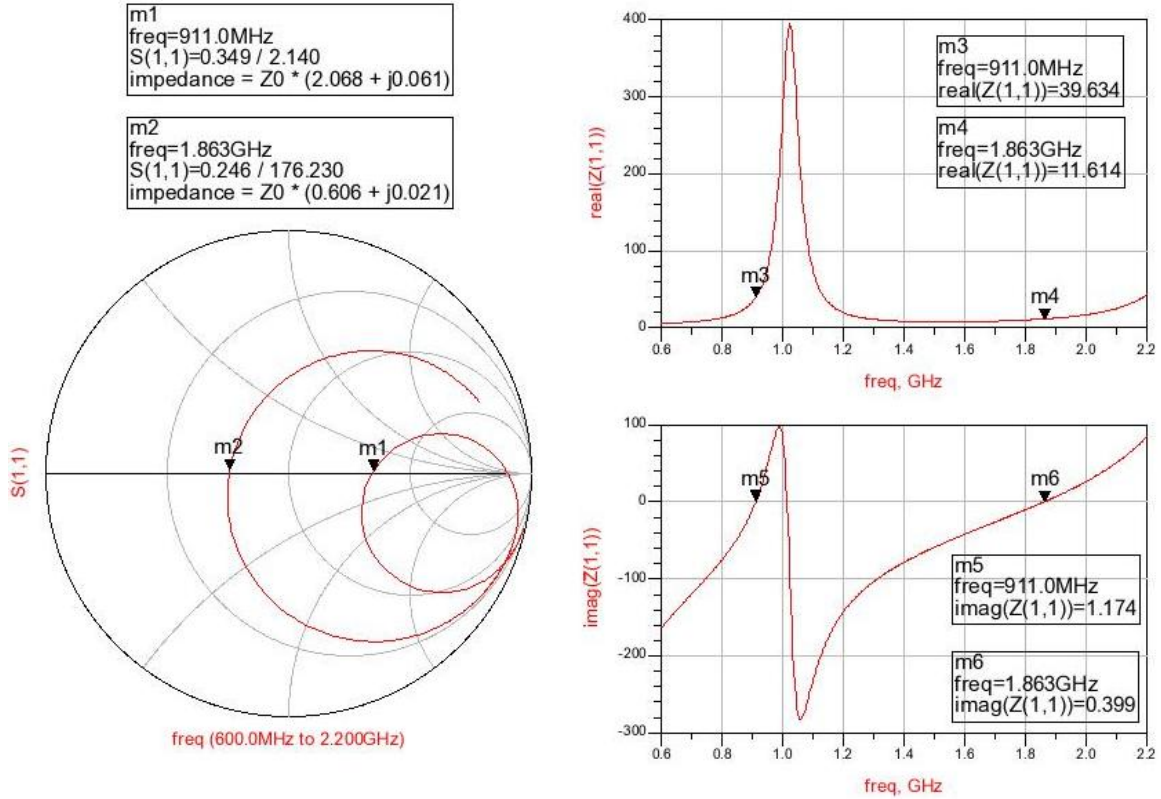 m1
freq=911.0MHz
S(1,1)=0.349 / 2.140
impedance = Z0 * (2.068 + j0.061)
m2
freq=1.863GHz
S(1,1)=0.246 / 176.230
impedance = Z0 * (0.606 + j0.021)
m2
m1
S(1,1)
freq (600.0MHz to 2.200GHz)
400
300
200
100
0
real(Z(1,1))
m3
freq=911.0MHz
real(Z(1,1))=39.634
m4
freq=1.863GHz
real(Z(1,1))=11.614
m3
m4
0.6 0.8 1.0 1.2 1.4 1.6 1.8 2.0 2.2
freq, GHz
100
0
-100
-200
-300
imag(Z(1,1))
m5
m6
m5
freq=911.0MHz
imag(Z(1,1))=1.174
m6
freq=1.863GHz
imag(Z(1,1))=0.399
0.6 0.8 1.0 1.2 1.4 1.6 1.8 2.0 2.2
freq, GHz